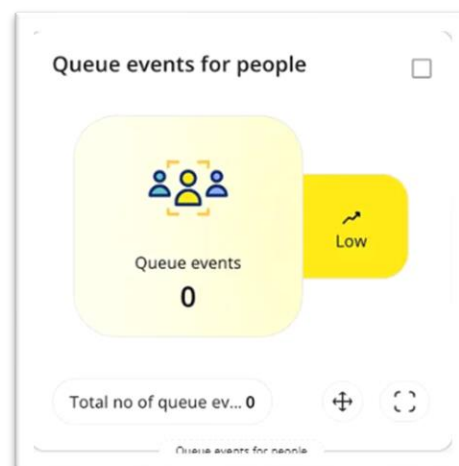 Queue events for people
Low
Queue events
0
Total no of queue ev... 0
Queue events for people